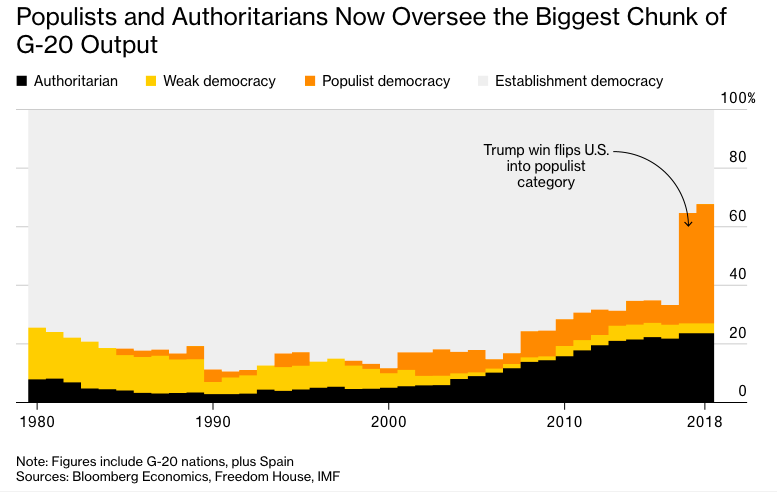 Populists and Authoritarians Now Oversee the Biggest Chunk of
G-20 Output
Authoritarian Weak democracy Populist democracy Establishment democracy
100%
Trump win flips U.S.
into populist
category
80
60
40
20
0
1980 1990 2000 2010 2018
Note: Figures include G-20 nations, plus Spain
Sources: Bloomberg Economics, Freedom House, IMF